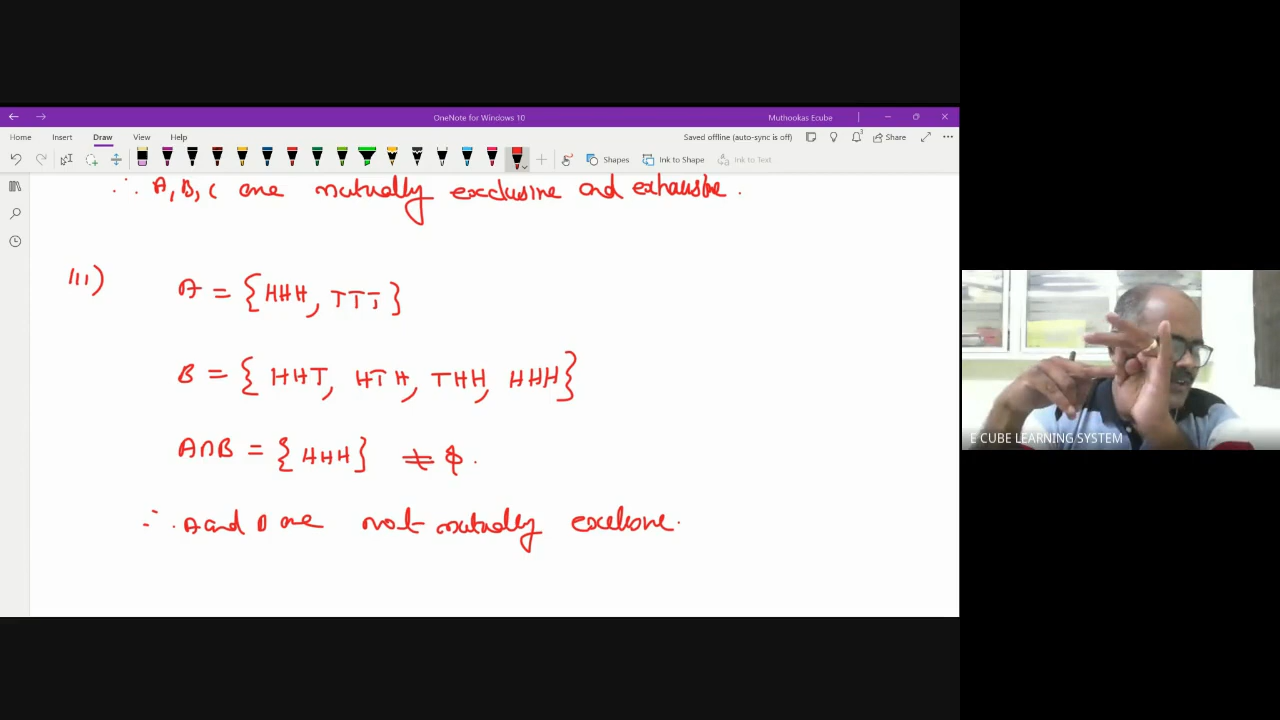 OneNote for Windows 10
Muthookas Ecube
Home Insert Draw View Help
Saved offline (auto-sync is off)
3
Share
Shapes
Ink to Shape
Ink to Text
∴ A, B, C are mutually exclusive and exhaustive.
III)
A = {HHH, TTT}
B = {HHT, HTH, THH, HHH}
A∩B = {HHH} ≠ ϕ.
∴ A and B are not mutually exclusive.
E CUBE LEARNING SYSTEM